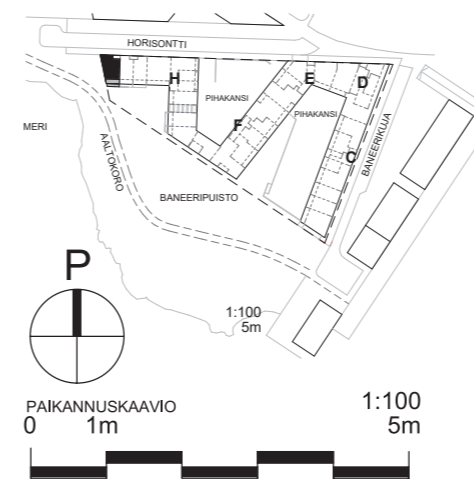 HORISONTTI
H
E
D
PIHAKANSI
PIHAKANSI
F
MERI
C
BANEERIKUJA
AALTOKORO
BANEERIPUISTO
P
1:100
5m
PAIKANNUSKAAVIO
1:100
0 1m 5m